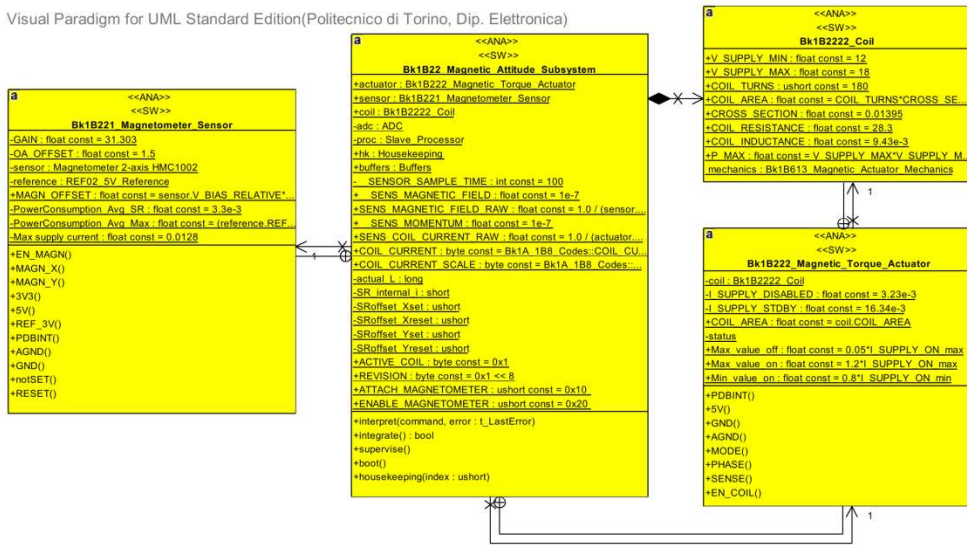 Visual Paradigm for UML Standard Edition(Politecnico di Torino, Dip. Elettronica)
a
<<ANA>>
<<SW>>
Bk1B221_Magnetometer_Sensor
-GAIN : float const = 31.303
-OA_OFFSET : float const = 1.5
-sensor : Magnetometer 2-axis HMC1002
-reference : REF02_5V_Reference
+MAGN_OFFSET : float const = sensor.V_BIAS_RELATIVE*...
-PowerConsumption_Avg_SR : float const = 3.3e-3
-PowerConsumption_Avg_Max : float const = (reference.REF...
-Max supply current : float const = 0.0128
+EN_MAGN()
+MAGN_X()
+MAGN_Y()
+3V3()
+5V()
+REF_3V()
+PDBINT()
+AGND()
+GND()
+notSET()
+RESET()
1
a
<<ANA>>
<<SW>>
Bk1B22_Magnetic_Attitude_Subsystem
+actuator : Bk1B222_Magnetic_Torque_Actuator
+sensor : Bk1B221_Magnetometer_Sensor
+coil : Bk1B2222_Coil
-adc : ADC
-proc : Slave_Processor
+hk : Housekeeping
+buffers : Buffers
-__SENSOR_SAMPLE_TIME : int const = 100
+__SENS_MAGNETIC_FIELD : float const = 1e-7
+SENS_MAGNETIC_FIELD_RAW : float const = 1.0 / (sensor....
+__SENS_MOMENTUM : float const = 1e-7
+SENS_COIL_CURRENT_RAW : float const = 1.0 / (actuator....
+COIL_CURRENT : byte const = Bk1A_1B8_Codes::COIL_CU...
+COIL_CURRENT_SCALE : byte const = Bk1A_1B8_Codes::...
-actual_L : long
-SR_internal_i : short
-SRoffset_Xset : ushort
-SRoffset_Xreset : ushort
-SRoffset_Yset : ushort
-SRoffset_Yreset : ushort
+ACTIVE_COIL : byte const = 0x1
+REVISION : byte const = 0x1 << 8
+ATTACH_MAGNETOMETER : ushort const = 0x10
+ENABLE_MAGNETOMETER : ushort const = 0x20
+interpret(command, error : t_LastError)
+integrate() : bool
+supervise()
+boot()
+housekeeping(index : ushort)
a
<<ANA>>
<<SW>>
Bk1B2222_Coil
+V_SUPPLY_MIN : float const = 12
+V_SUPPLY_MAX : float const = 18
+COIL_TURNS : ushort const = 180
+COIL_AREA : float const = COIL_TURNS*CROSS_SE...
+CROSS_SECTION : float const = 0.01395
+COIL_RESISTANCE : float const = 28.3
+COIL_INDUCTANCE : float const = 9.43e-3
+P_MAX : float const = V_SUPPLY_MAX*V_SUPPLY_M...
mechanics : Bk1B613_Magnetic_Actuator_Mechanics
1
a
<<ANA>>
<<SW>>
Bk1B222_Magnetic_Torque_Actuator
-coil : Bk1B2222_Coil
-I_SUPPLY_DISABLED : float const = 3.23e-3
-I_SUPPLY_STDBY : float const = 16.34e-3
+COIL_AREA : float const = coil.COIL_AREA
-status
+Max_value_off : float const = 0.05*I_SUPPLY_ON_max
+Max_value_on : float const = 1.2*I_SUPPLY_ON_max
+Min_value_on : float const = 0.8*I_SUPPLY_ON_min
+PDBINT()
+5V()
+GND()
+AGND()
+MODE()
+PHASE()
+SENSE()
+EN_COIL()
1